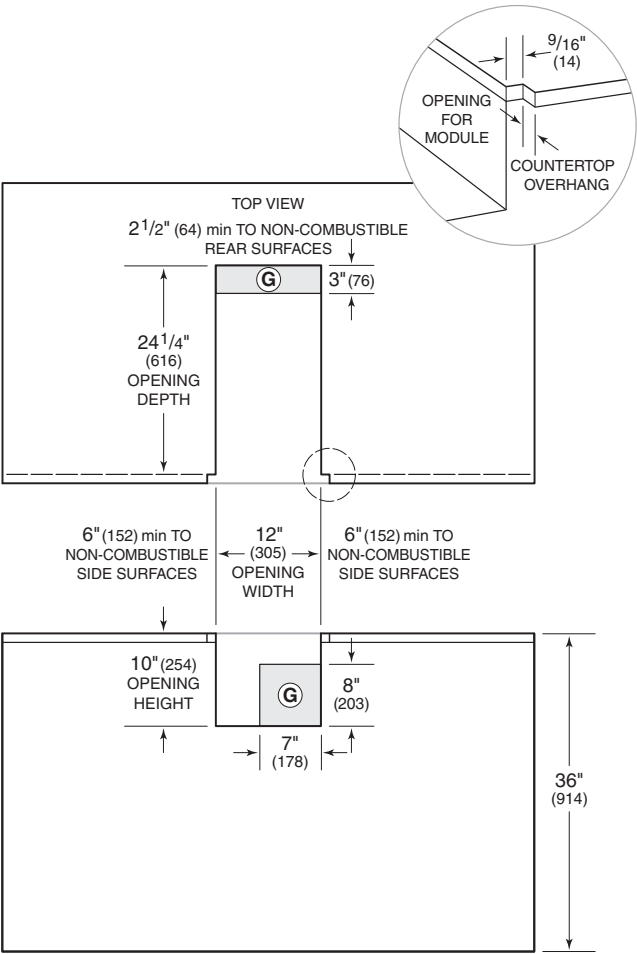 9/16"
(14)
OPENING
FOR
MODULE
COUNTERTOP
OVERHANG
TOP VIEW
2 1/2" (64) min TO NON-COMBUSTIBLE
REAR SURFACES
G
3" (76)
24 1/4"
(616)
OPENING
DEPTH
6" (152) min TO
NON-COMBUSTIBLE
SIDE SURFACES
12"
(305)
OPENING
WIDTH
6" (152) min TO
NON-COMBUSTIBLE
SIDE SURFACES
10" (254)
OPENING
HEIGHT
G
8"
(203)
7"
(178)
36"
(914)